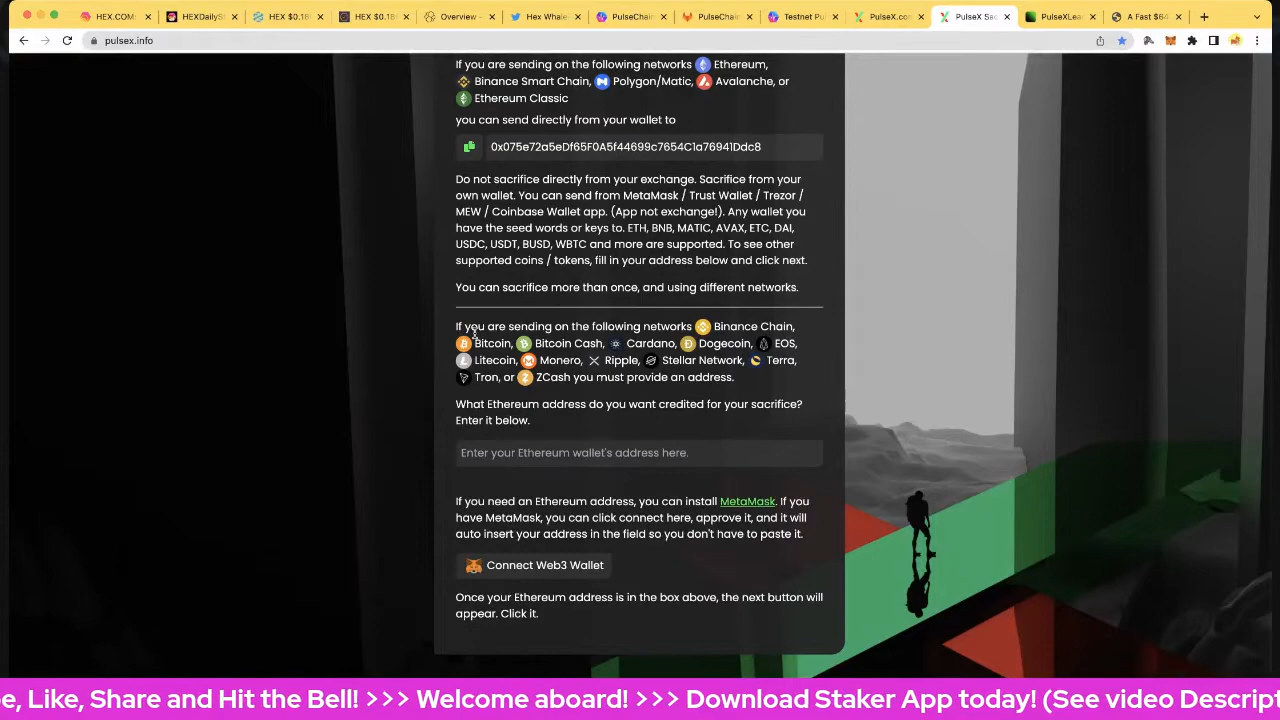 HEX.COM:
HEXDailySt
HEX $0.18
HEX $0.18
Overview –
Hex Whale
PulseChain
PulseChain
Testnet Pul
PulseX.com
PulseX Sac
PulseXLea
A Fast $64
pulsex.info
If you are sending on the following networks Ethereum,
Binance Smart Chain, Polygon/Matic, Avalanche, or
Ethereum Classic
you can send directly from your wallet to
0x075e72a5eDf65F0A5f44699c7654C1a76941Ddc8
Do not sacrifice directly from your exchange. Sacrifice from your
own wallet. You can send from MetaMask / Trust Wallet / Trezor /
MEW / Coinbase Wallet app. (App not exchange!). Any wallet you
have the seed words or keys to. ETH, BNB, MATIC, AVAX, ETC, DAI,
USDC, USDT, BUSD, WBTC and more are supported. To see other
supported coins / tokens, fill in your address below and click next.
You can sacrifice more than once, and using different networks.
If you are sending on the following networks Binance Chain,
Bitcoin, Bitcoin Cash, Cardano, Dogecoin, EOS,
Litecoin, Monero, Ripple, Stellar Network, Terra,
Tron, or ZCash you must provide an address.
What Ethereum address do you want credited for your sacrifice?
Enter it below.
Enter your Ethereum wallet's address here.
If you need an Ethereum address, you can install MetaMask. If you
have MetaMask, you can click connect here, approve it, and it will
auto insert your address in the field so you don't have to paste it.
Connect Web3 Wallet
Once your Ethereum address is in the box above, the next button will
appear. Click it.
e, Like, Share and Hit the Bell! >>> Welcome aboard! >>> Download Staker App today! (See video Descript